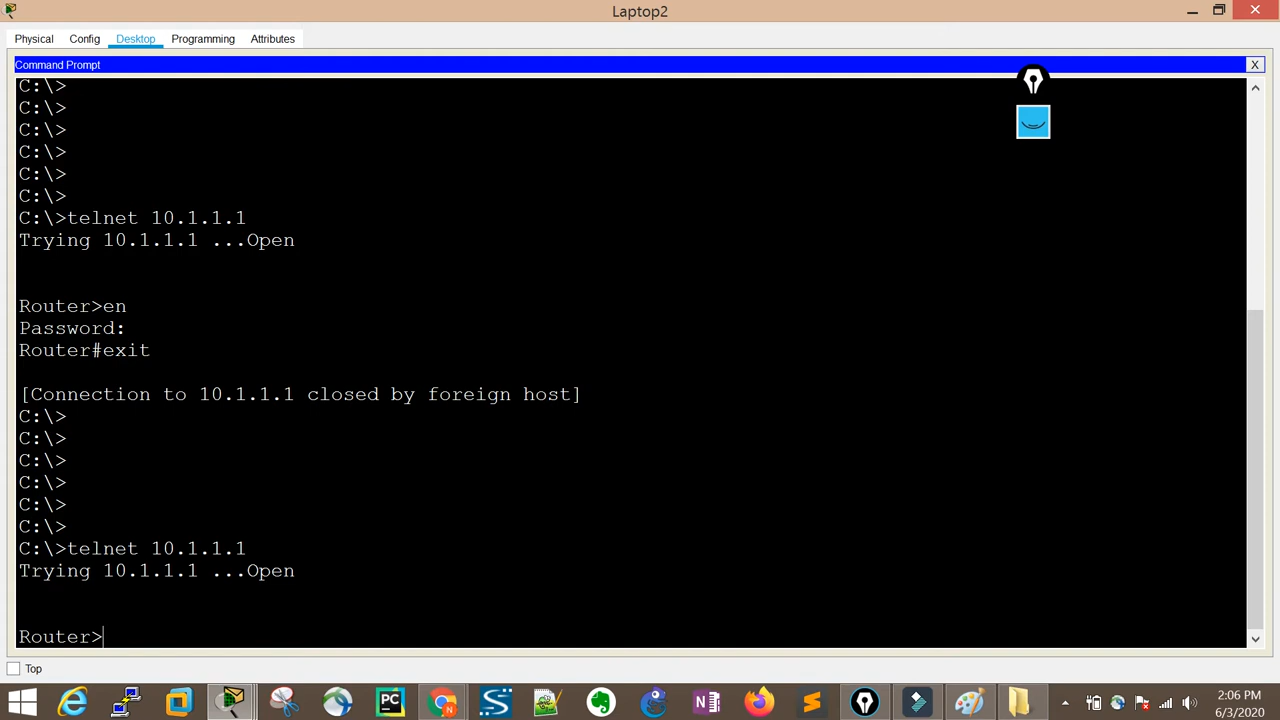 Laptop2
Physical Config Desktop Programming Attributes
Command Prompt X
C:\>
C:\>
C:\>
C:\>
C:\>
C:\>
C:\>telnet 10.1.1.1
Trying 10.1.1.1 ...Open
Router>en
Password:
Router#exit
[Connection to 10.1.1.1 closed by foreign host]
C:\>
C:\>
C:\>
C:\>
C:\>
C:\>
C:\>telnet 10.1.1.1
Trying 10.1.1.1 ...Open
Router>
Top
PC
N
S
N
2:06 PM
6/3/2020